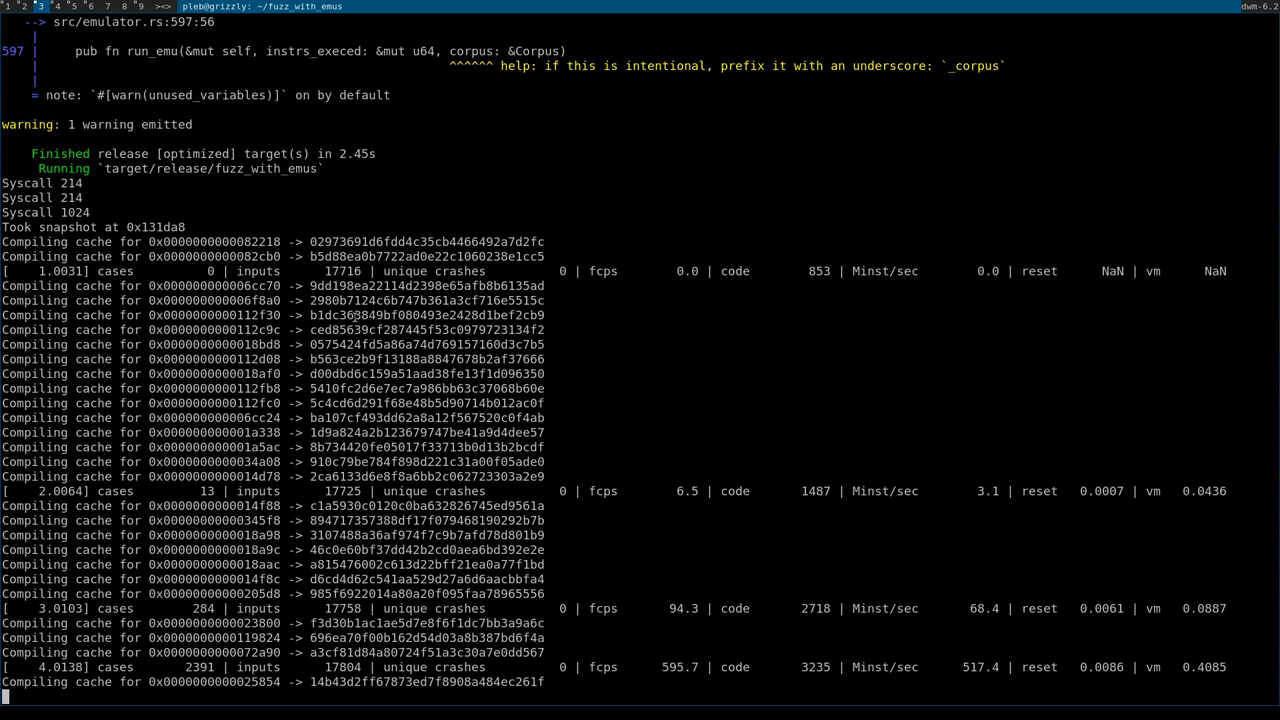 1 2 3 4 5 6 7 8 9 ><> pleb@grizzly: ~/fuzz_with_emus dwm-6.2
--> src/emulator.rs:597:56
|
597 | pub fn run_emu(&mut self, instrs_execed: &mut u64, corpus: &Corpus)
| ^^^^^^ help: if this is intentional, prefix it with an underscore: `_corpus`
|
= note: `#[warn(unused_variables)]` on by default
warning: 1 warning emitted
Finished release [optimized] target(s) in 2.45s
Running `target/release/fuzz_with_emus`
Syscall 214
Syscall 214
Syscall 1024
Took snapshot at 0x131da8
Compiling cache for 0x0000000000082218 -> 02973691d6fdd4c35cb4466492a7d2fc
Compiling cache for 0x0000000000082cb0 -> b5d88ea0b7722ad0e22c1060238e1cc5
[ 1.0031] cases 0 | inputs 17716 | unique crashes 0 | fcps 0.0 | code 853 | Minst/sec 0.0 | reset NaN | vm NaN
Compiling cache for 0x000000000006cc70 -> 9dd198ea22114d2398e65afb8b6135ad
Compiling cache for 0x000000000006f8a0 -> 2980b7124c6b747b361a3cf716e5515c
Compiling cache for 0x0000000000112f30 -> b1dc363849bf080493e2428d1bef2cb9
Compiling cache for 0x0000000000112c9c -> ced85639cf287445f53c0979723134f2
Compiling cache for 0x0000000000018bd8 -> 0575424fd5a86a74d769157160d3c7b5
Compiling cache for 0x0000000000112d08 -> b563ce2b9f13188a8847678b2af37666
Compiling cache for 0x0000000000018af0 -> d00dbd6c159a51aad38fe13f1d096350
Compiling cache for 0x0000000000112fb8 -> 5410fc2d6e7ec7a986bb63c37068b60e
Compiling cache for 0x0000000000112fc0 -> 5c4cd6d291f68e48b5d90714b012ac0f
Compiling cache for 0x000000000006cc24 -> ba107cf493dd62a8a12f567520c0f4ab
Compiling cache for 0x000000000001a338 -> 1d9a824a2b123679747be41a9d4dee57
Compiling cache for 0x000000000001a5ac -> 8b734420fe05017f33713b0d13b2bcdf
Compiling cache for 0x0000000000034a08 -> 910c79be784f898d221c31a00f05ade0
Compiling cache for 0x0000000000014d78 -> 2ca6133d6e8f8a6bb2c062723303a2e9
[ 2.0064] cases 13 | inputs 17725 | unique crashes 0 | fcps 6.5 | code 1487 | Minst/sec 3.1 | reset 0.0007 | vm 0.0436
Compiling cache for 0x0000000000014f88 -> c1a5930c0120c0ba632826745ed9561a
Compiling cache for 0x00000000000345f8 -> 894717357388df17f079468190292b7b
Compiling cache for 0x0000000000018a98 -> 3107488a36af974f7c9b7afd78d801b9
Compiling cache for 0x0000000000018a9c -> 46c0e60bf37dd42b2cd0aea6bd392e2e
Compiling cache for 0x0000000000018aac -> a815476002c613d22bff21ea0a77f1bd
Compiling cache for 0x0000000000014f8c -> d6cd4d62c541aa529d27a6d6aacbbfa4
Compiling cache for 0x00000000000205d8 -> 985f6922014a80a20f095faa78965556
[ 3.0103] cases 284 | inputs 17758 | unique crashes 0 | fcps 94.3 | code 2718 | Minst/sec 68.4 | reset 0.0061 | vm 0.0887
Compiling cache for 0x0000000000023800 -> f3d30b1ac1ae5d7e8f6f1dc7bb3a9a6c
Compiling cache for 0x0000000000119824 -> 696ea70f00b162d54d03a8b387bd6f4a
Compiling cache for 0x0000000000072a90 -> a3cf81d84a80724f51a3c30a7e0dd567
[ 4.0138] cases 2391 | inputs 17804 | unique crashes 0 | fcps 595.7 | code 3235 | Minst/sec 517.4 | reset 0.0086 | vm 0.4085
Compiling cache for 0x0000000000025854 -> 14b43d2ff67873ed7f8908a484ec261f